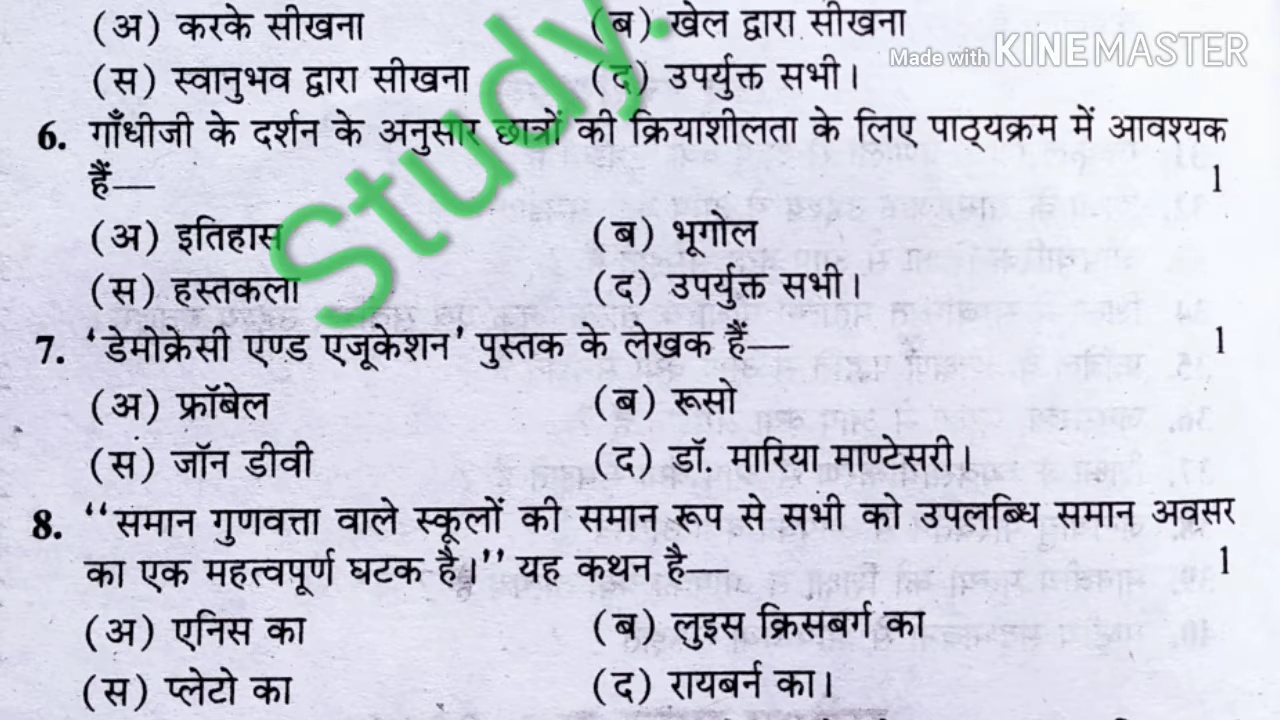 (अ) करके सीखना (ब) खेल द्वारा सीखना
Made with KINEMASTER
(स) स्वानुभव द्वारा सीखना (द) उपर्युक्त सभी।
6. गाँधीजी के दर्शन के अनुसार छात्रों की क्रियाशीलता के लिए पाठ्यक्रम में आवश्यक
हैं— 1
(अ) इतिहास (ब) भूगोल
(स) हस्तकला (द) उपर्युक्त सभी।
Study.
7. 'डेमोक्रेसी एण्ड एजूकेशन' पुस्तक के लेखक हैं— 1
(अ) फ्रॉबेल (ब) रूसो
(स) जॉन डीवी (द) डॉ. मारिया माण्टेसरी।
8. ''समान गुणवत्ता वाले स्कूलों की समान रूप से सभी को उपलब्धि समान अवसर
का एक महत्वपूर्ण घटक है।'' यह कथन है— 1
(अ) एनिस का (ब) लुइस क्रिसबर्ग का
(स) प्लेटो का (द) रायबर्न का।